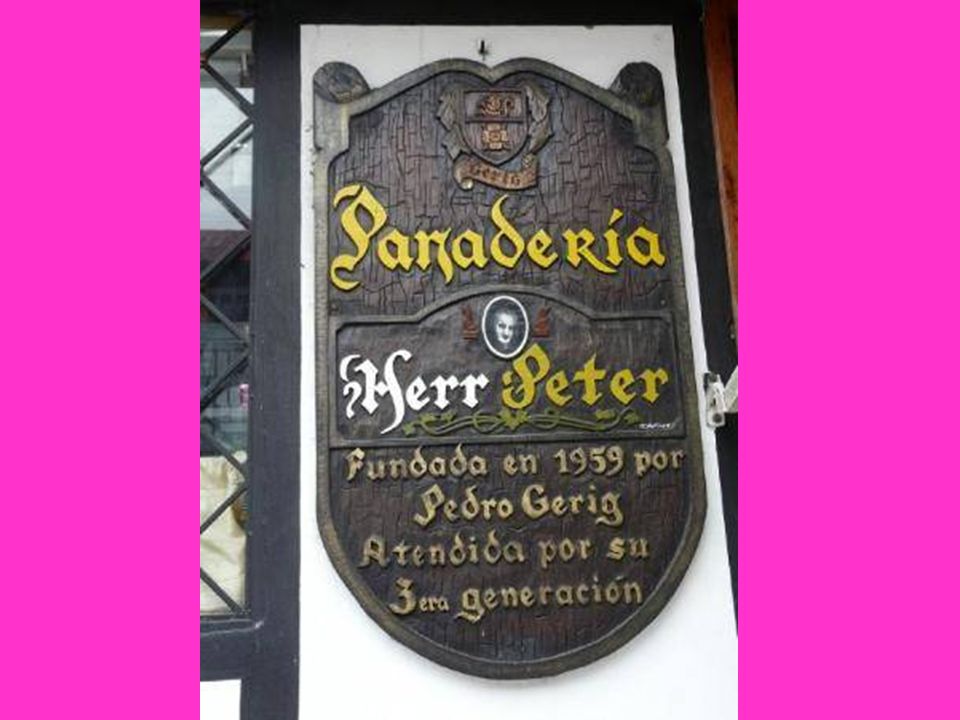 Gerig
Panadería
Herr Peter
Fundada en 1959 por
Pedro Gerig
Atendida por su
3era generación